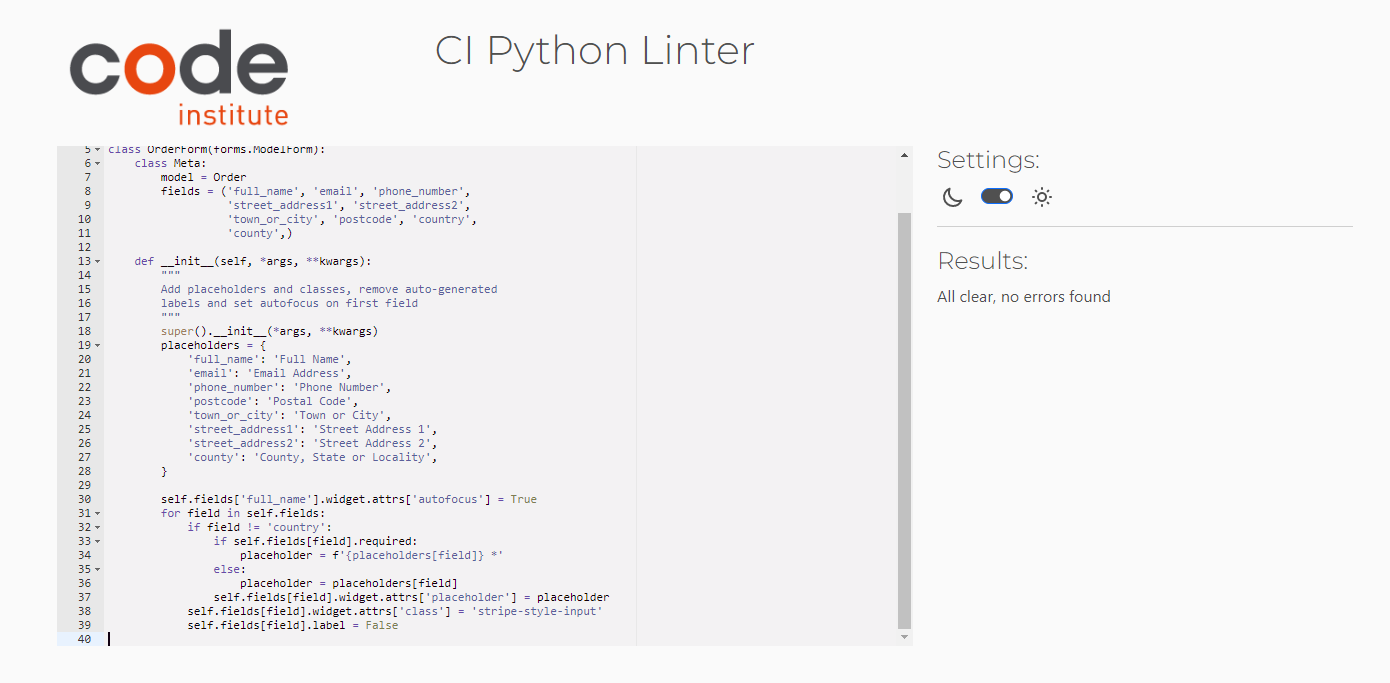 code
institute
CI Python Linter
5 class OrderForm(forms.ModelForm):
6     class Meta:
7         model = Order
8         fields = ('full_name', 'email', 'phone_number',
9                   'street_address1', 'street_address2',
10                   'town_or_city', 'postcode', 'country',
11                   'county',)
12
13     def __init__(self, *args, **kwargs):
14         """
15         Add placeholders and classes, remove auto-generated
16         labels and set autofocus on first field
17         """
18         super().__init__(*args, **kwargs)
19         placeholders = {
20             'full_name': 'Full Name',
21             'email': 'Email Address',
22             'phone_number': 'Phone Number',
23             'postcode': 'Postal Code',
24             'town_or_city': 'Town or City',
25             'street_address1': 'Street Address 1',
26             'street_address2': 'Street Address 2',
27             'county': 'County, State or Locality',
28         }
29
30         self.fields['full_name'].widget.attrs['autofocus'] = True
31         for field in self.fields:
32             if field != 'country':
33                 if self.fields[field].required:
34                     placeholder = f'{placeholders[field]} *'
35                 else:
36                     placeholder = placeholders[field]
37                 self.fields[field].widget.attrs['placeholder'] = placeholder
38             self.fields[field].widget.attrs['class'] = 'stripe-style-input'
39             self.fields[field].label = False
40
Settings:
Results:
All clear, no errors found